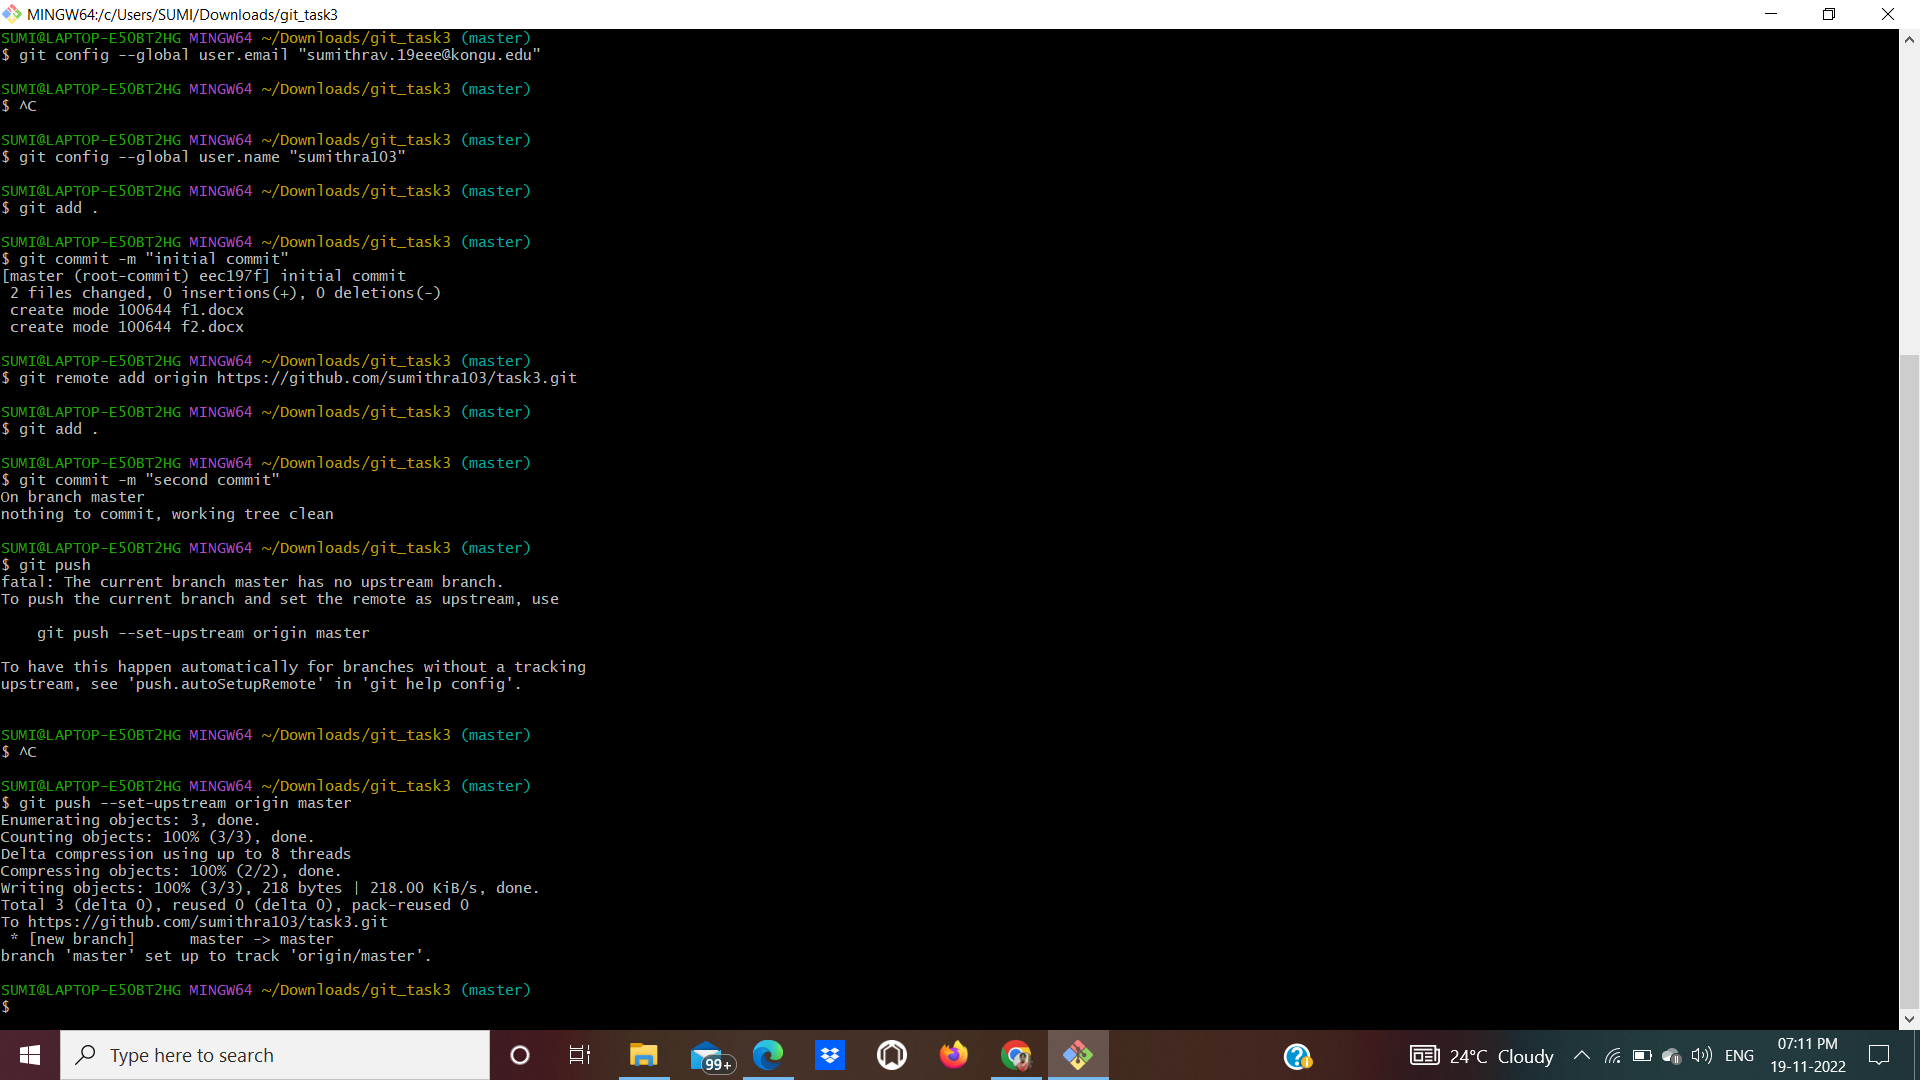 MINGW64:/c/Users/SUMI/Downloads/git_task3
SUMI@LAPTOP-E5OBT2HG MINGW64 ~/Downloads/git_task3 (master)
$ git config --global user.email "sumithrav.19eee@kongu.edu"
SUMI@LAPTOP-E5OBT2HG MINGW64 ~/Downloads/git_task3 (master)
$ ^C
SUMI@LAPTOP-E5OBT2HG MINGW64 ~/Downloads/git_task3 (master)
$ git config --global user.name "sumithra103"
SUMI@LAPTOP-E5OBT2HG MINGW64 ~/Downloads/git_task3 (master)
$ git add .
SUMI@LAPTOP-E5OBT2HG MINGW64 ~/Downloads/git_task3 (master)
$ git commit -m "initial commit"
[master (root-commit) eec197f] initial commit
2 files changed, 0 insertions(+), 0 deletions(-)
create mode 100644 f1.docx
create mode 100644 f2.docx
SUMI@LAPTOP-E5OBT2HG MINGW64 ~/Downloads/git_task3 (master)
$ git remote add origin https://github.com/sumithra103/task3.git
SUMI@LAPTOP-E5OBT2HG MINGW64 ~/Downloads/git_task3 (master)
$ git add .
SUMI@LAPTOP-E5OBT2HG MINGW64 ~/Downloads/git_task3 (master)
$ git commit -m "second commit"
On branch master
nothing to commit, working tree clean
SUMI@LAPTOP-E5OBT2HG MINGW64 ~/Downloads/git_task3 (master)
$ git push
fatal: The current branch master has no upstream branch.
To push the current branch and set the remote as upstream, use
git push --set-upstream origin master
To have this happen automatically for branches without a tracking
upstream, see 'push.autoSetupRemote' in 'git help config'.
SUMI@LAPTOP-E5OBT2HG MINGW64 ~/Downloads/git_task3 (master)
$ ^C
SUMI@LAPTOP-E5OBT2HG MINGW64 ~/Downloads/git_task3 (master)
$ git push --set-upstream origin master
Enumerating objects: 3, done.
Counting objects: 100% (3/3), done.
Delta compression using up to 8 threads
Compressing objects: 100% (2/2), done.
Writing objects: 100% (3/3), 218 bytes | 218.00 KiB/s, done.
Total 3 (delta 0), reused 0 (delta 0), pack-reused 0
To https://github.com/sumithra103/task3.git
* [new branch]      master -> master
branch 'master' set up to track 'origin/master'.
SUMI@LAPTOP-E5OBT2HG MINGW64 ~/Downloads/git_task3 (master)
$
Type here to search
99+
24°C Cloudy
ENG
07:11 PM
19-11-2022